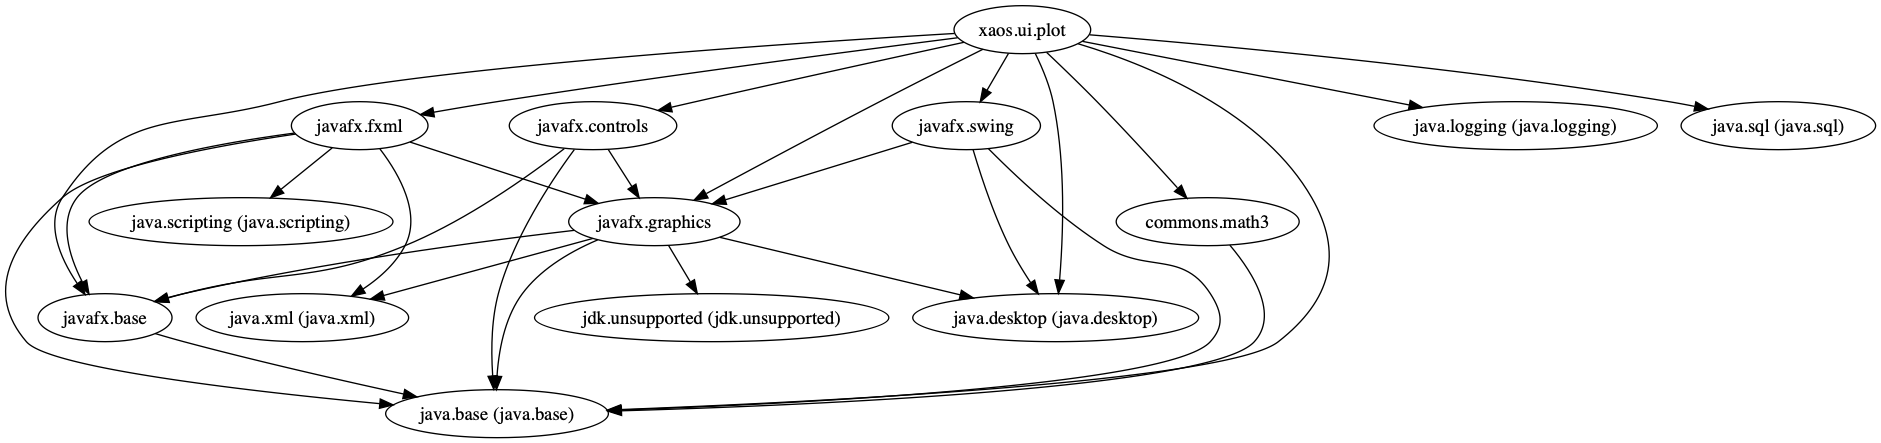 xaos.ui.plot
javafx.fxml
javafx.controls
javafx.swing
java.logging (java.logging)
java.sql (java.sql)
java.scripting (java.scripting)
javafx.graphics
commons.math3
javafx.base
java.xml (java.xml)
jdk.unsupported (jdk.unsupported)
java.desktop (java.desktop)
java.base (java.base)